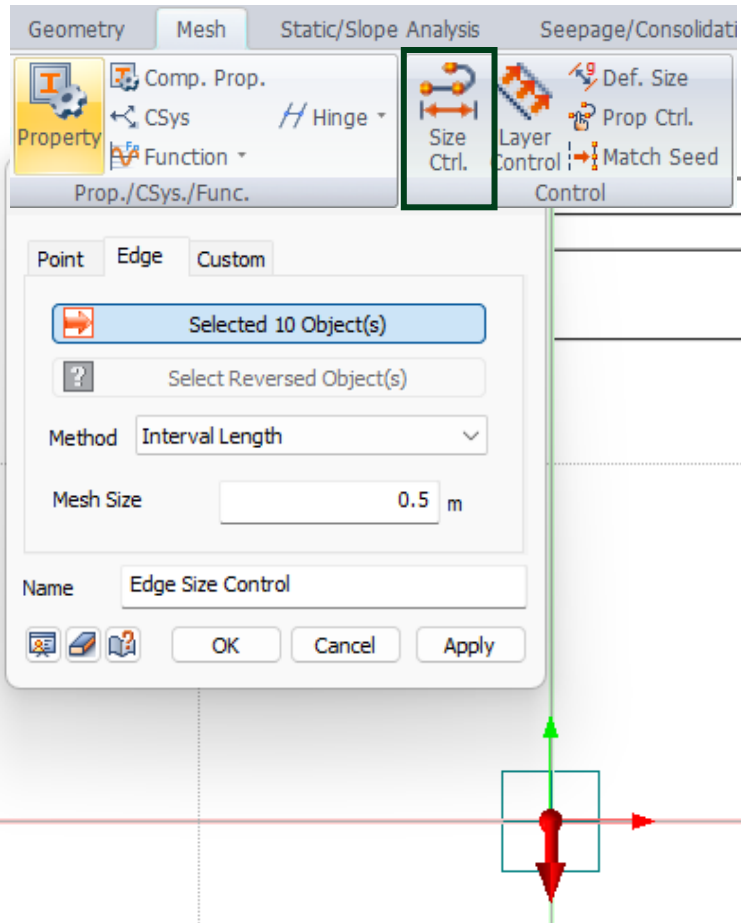 Geometry Mesh Static/Slope Analysis Seepage/Consolidati
Property
Comp. Prop.
CSys
Hinge
Function
Prop./CSys./Func.
Size
Ctrl.
Layer
Control
Def. Size
Prop Ctrl.
Match Seed
Control
Point Edge Custom
Selected 10 Object(s)
Select Reversed Object(s)
Method Interval Length
Mesh Size 0.5 m
Name Edge Size Control
OK Cancel Apply